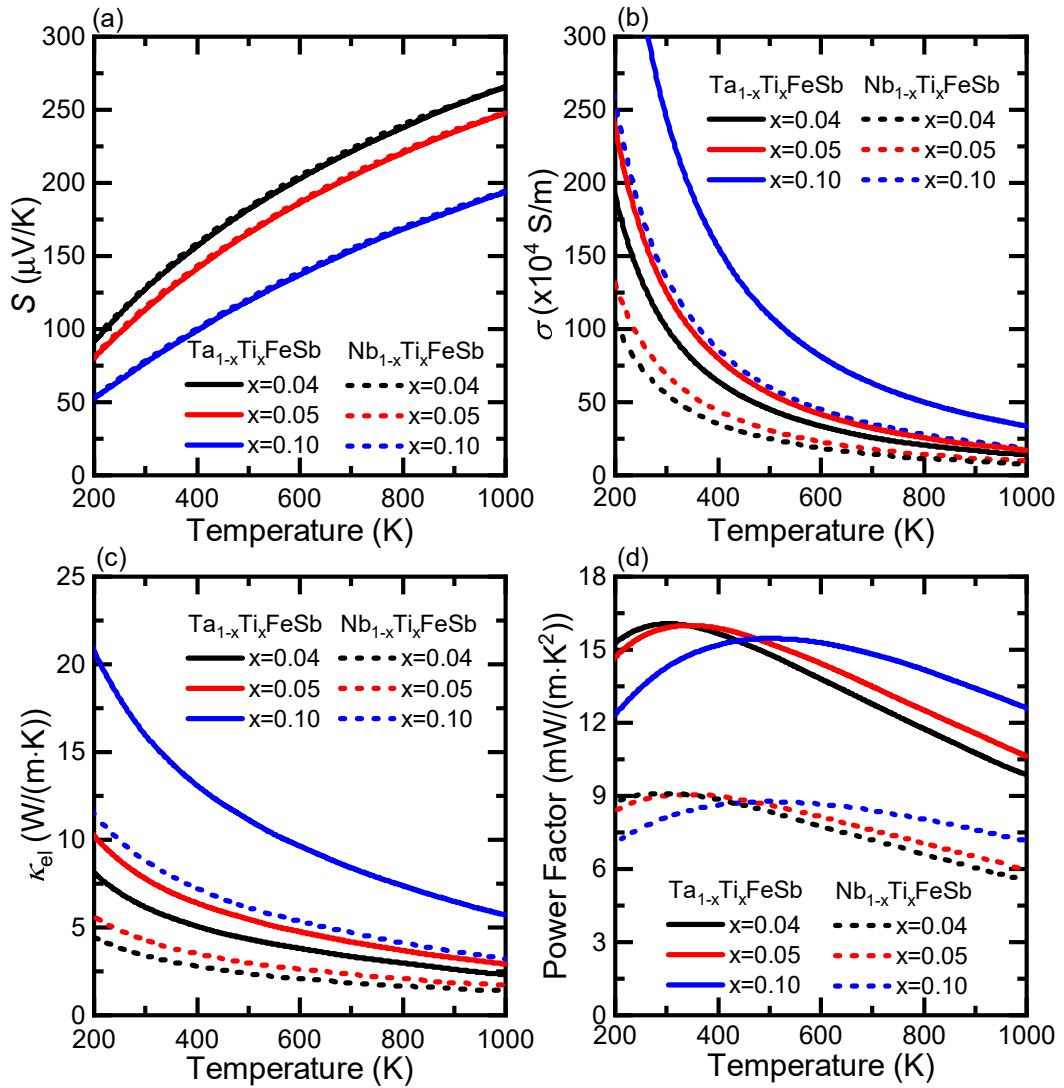 (a)
300
250
200
150
100
50
0
S (μV/K)
Ta1-xTixFeSb Nb1-xTixFeSb
x=0.04 x=0.04
x=0.05 x=0.05
x=0.10 x=0.10
200 400 600 800 1000
Temperature (K)
(b)
300
250
200
150
100
50
0
σ (x10⁴ S/m)
Ta1-xTixFeSb Nb1-xTixFeSb
x=0.04 x=0.04
x=0.05 x=0.05
x=0.10 x=0.10
200 400 600 800 1000
Temperature (K)
(c)
25
20
15
10
5
0
κel (W/(m·K))
Ta1-xTixFeSb Nb1-xTixFeSb
x=0.04 x=0.04
x=0.05 x=0.05
x=0.10 x=0.10
200 400 600 800 1000
Temperature (K)
(d)
18
15
12
9
6
3
0
Power Factor (mW/(m·K²))
Ta1-xTixFeSb Nb1-xTixFeSb
x=0.04 x=0.04
x=0.05 x=0.05
x=0.10 x=0.10
200 400 600 800 1000
Temperature (K)